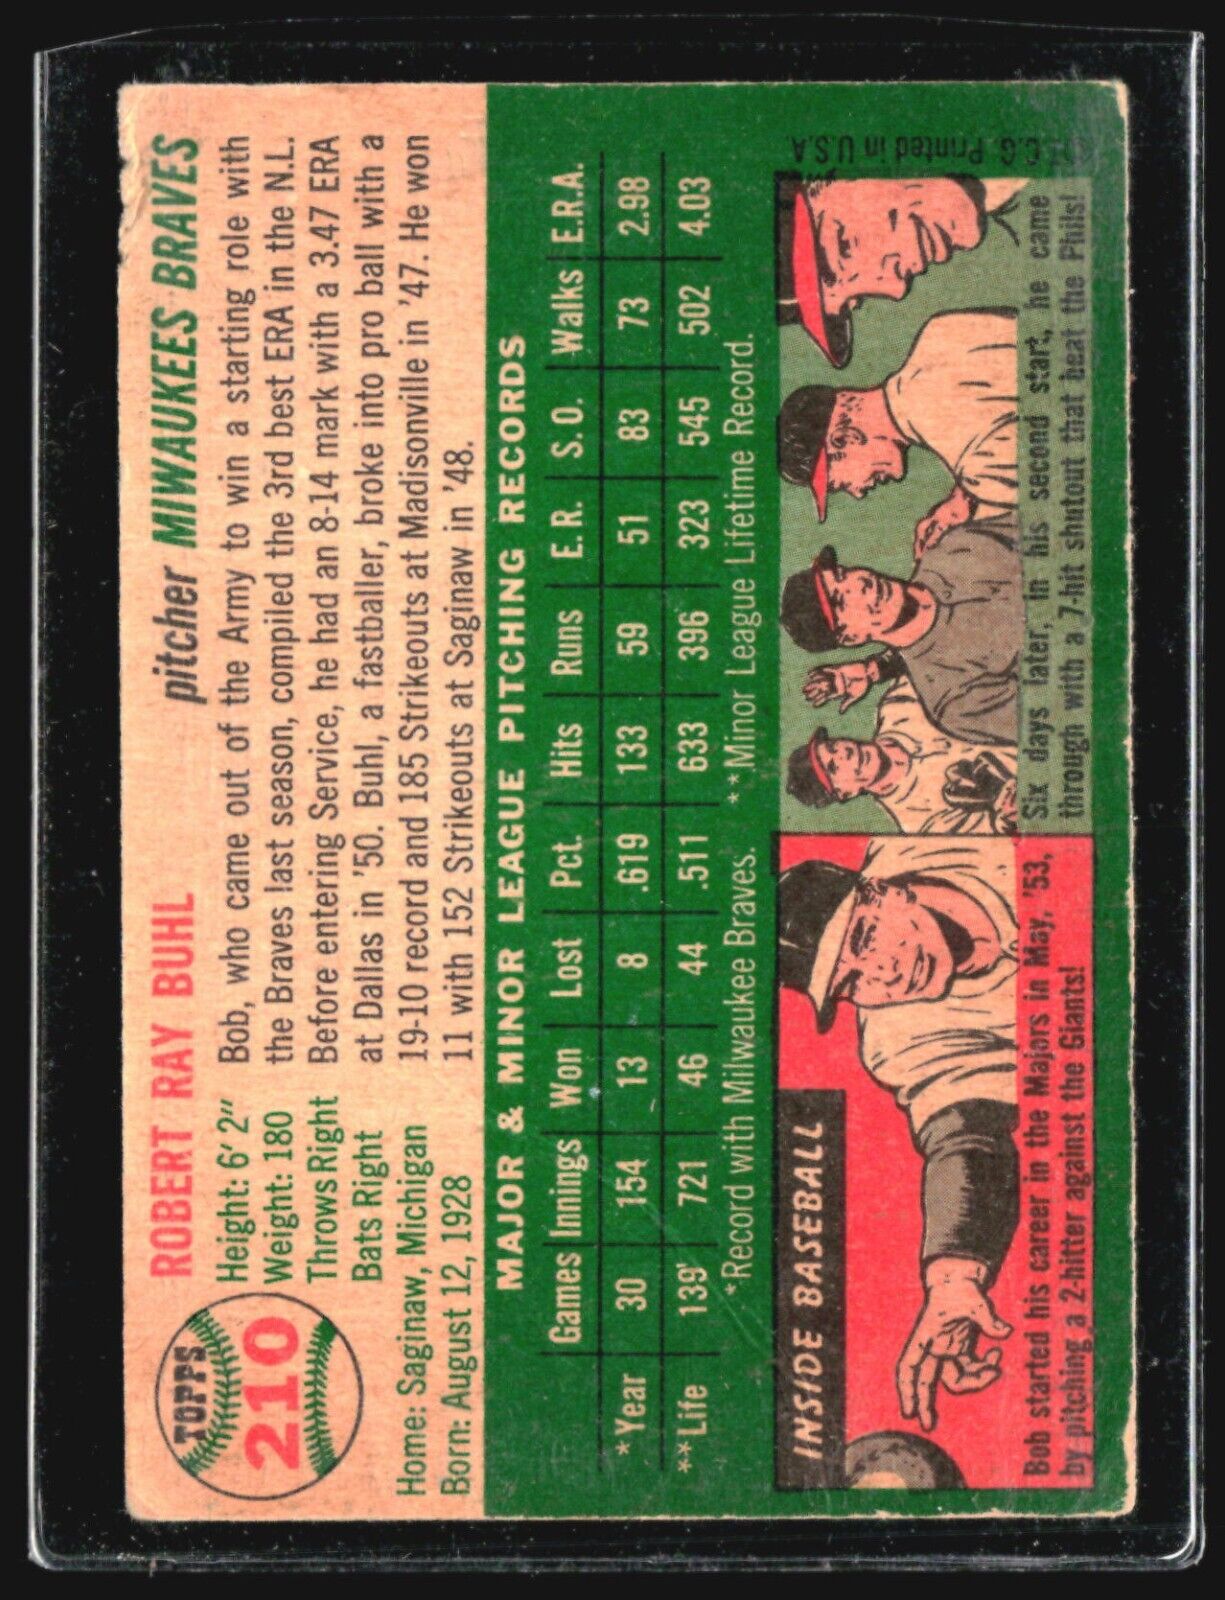 TOPPS
210
ROBERT RAY BUHL
pitcher MIWAUKEES BRAVES
Height: 6' 2"
Weight: 180
Throws Right
Bats Right
Home: Saginaw, Michigan
Born: August 12, 1928
Bob, who came out of the Army to win a starting role with
the Braves last season, compiled the 3rd best ERA in the N.L.
Before entering Service, he had an 8-14 mark with a 3.47 ERA
at Dallas in '50. Buhl, a fastballer, broke into pro ball with a
19-10 record and 185 Strikeouts at Madisonville in '47. He won
11 with 152 Strikeouts at Saginaw in '48.
MAJOR & MINOR LEAGUE PITCHING RECORDS
Games Innings Won Lost Pct. Hits Runs E.R. S.O. Walks E.R.A.
*Year 30 154 13 8 .619 133 59 51 83 73 2.98
**Life 139' 721 46 44 .511 633 396 323 545 502 4.03
*Record with Milwaukee Braves. **Minor League Lifetime Record.
INSIDE BASEBALL
Bob started his career in the Majors in May, '53,
by pitching a 2-hitter against the Giants!
Six days later, in his second start, he came
through with a 7-hit shutout that beat the Phils!
T.C.G. Printed in U.S.A.